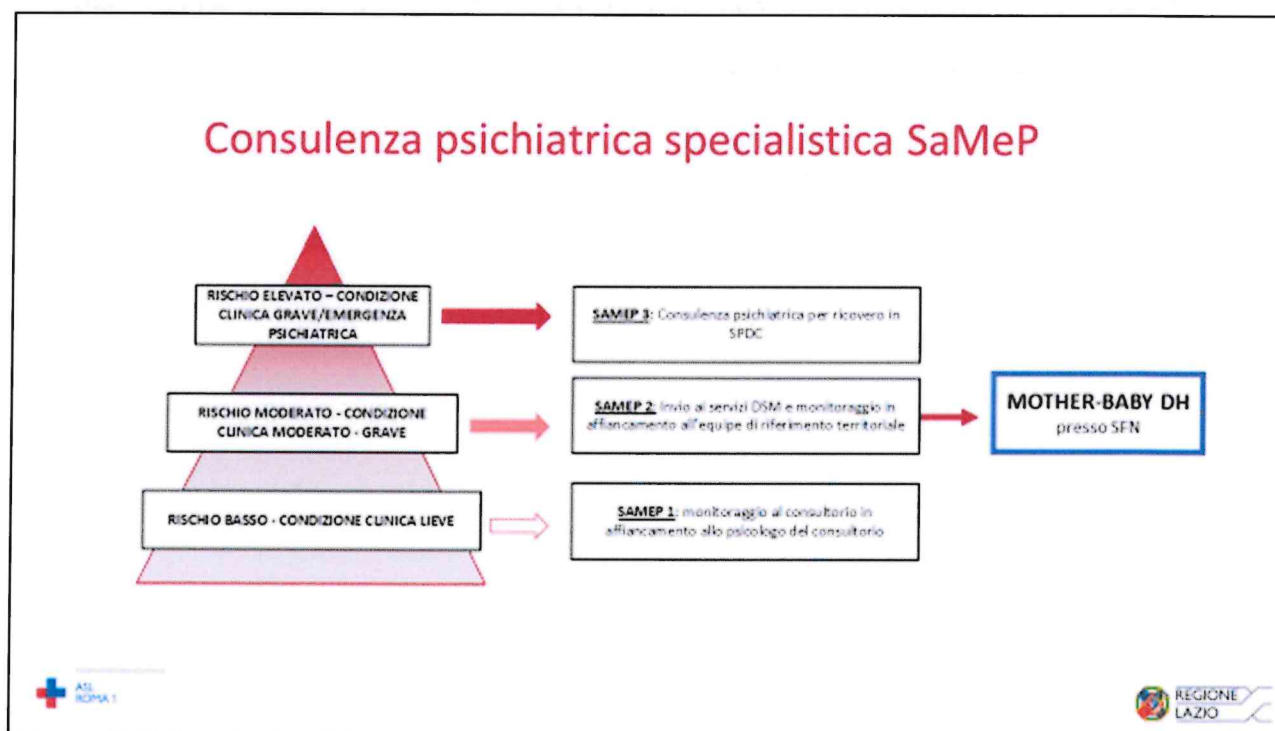 Consulenza psichiatrica specialistica SaMeP
RISCHIO ELEVATO – CONDIZIONE
CLINICA GRAVE/EMERGENZA
PSICHIATRICA
SAMEP 3: Consulenza psichiatrica per ricovero in
SPDC
RISCHIO MODERATO - CONDIZIONE
CLINICA MODERATO - GRAVE
SAMEP 2: Invio ai servizi DSM e monitoraggio in
affiancamento all'equipe di riferimento territoriale
MOTHER-BABY DH
presso SFN
RISCHIO BASSO - CONDIZIONE CLINICA LIEVE
SAMEP 1: monitoraggio al consultorio in
affiancamento allo psicologo del consultorio
ASL
ROMA 1
REGIONE
LAZIO